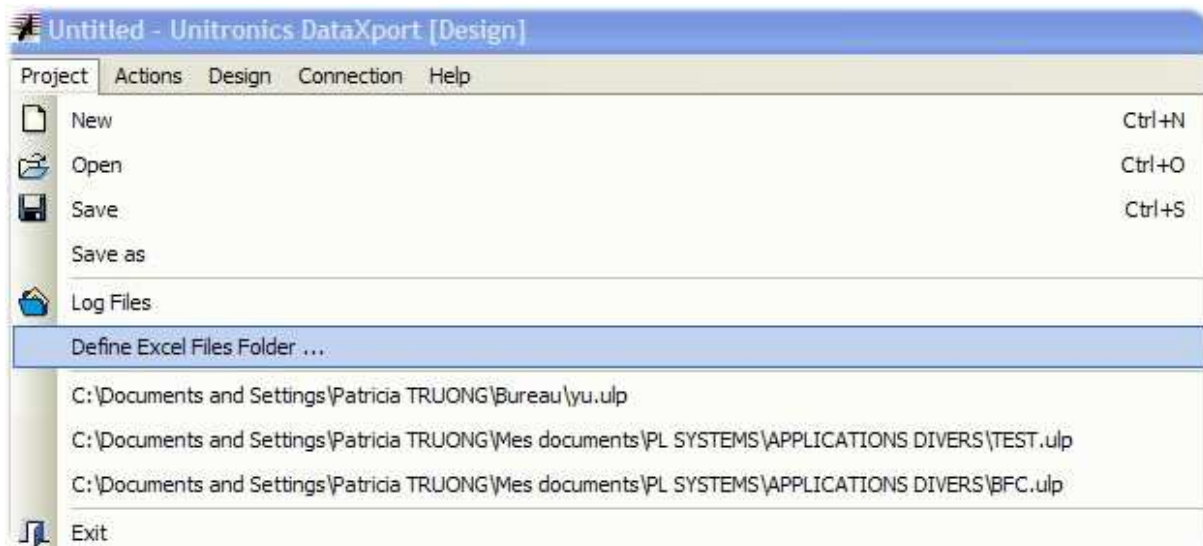 Untitled - Unitronics DataXport [Design]
Project Actions Design Connection Help
New Ctrl+N
Open Ctrl+O
Save Ctrl+S
Save as
Log Files
Define Excel Files Folder ...
C:\Documents and Settings\Patricia TRUONG\Bureau\yu.ulp
C:\Documents and Settings\Patricia TRUONG\Mes documents\PL SYSTEMS\APPLICATIONS DIVERS\TEST.ulp
C:\Documents and Settings\Patricia TRUONG\Mes documents\PL SYSTEMS\APPLICATIONS DIVERS\BFC.ulp
Exit